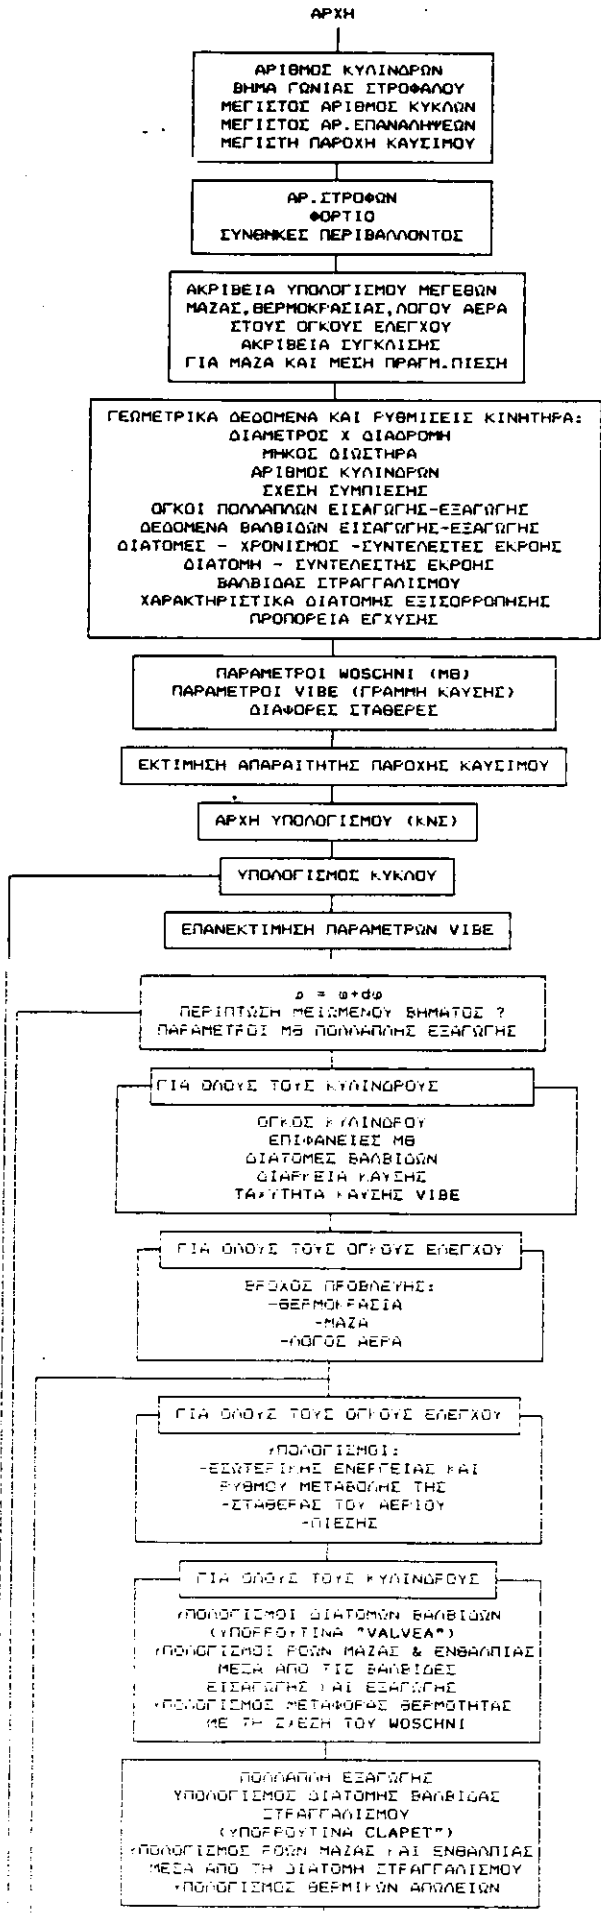 ΑΡΧΗ
ΑΡΙΘΜΟΣ ΚΥΛΙΝΔΡΩΝ
ΒΗΜΑ ΓΩΝΙΑΣ ΣΤΡΟΦΑΛΟΥ
ΜΕΓΙΣΤΟΣ ΑΡΙΘΜΟΣ ΚΥΚΛΩΝ
ΜΕΓΙΣΤΟΣ ΑΡ.ΕΠΑΝΑΛΗΨΕΩΝ
ΜΕΓΙΣΤΗ ΠΑΡΟΧΗ ΚΑΥΣΙΜΟΥ
ΑΡ.ΣΤΡΟΦΩΝ
ΦΟΡΤΙΟ
ΣΥΝΘΗΚΕΣ ΠΕΡΙΒΑΛΛΟΝΤΟΣ
ΑΚΡΙΒΕΙΑ ΥΠΟΛΟΓΙΣΜΟΥ ΜΕΓΕΘΩΝ
ΜΑΖΑΣ,ΘΕΡΜΟΚΡΑΣΙΑΣ,ΛΟΓΟΥ ΑΕΡΑ
ΣΤΟΥΣ ΟΓΚΟΥΣ ΕΛΕΓΧΟΥ
ΑΚΡΙΒΕΙΑ ΣΥΓΚΛΙΣΗΣ
ΓΙΑ ΜΑΖΑ ΚΑΙ ΜΕΣΗ ΠΡΑΓΜ.ΠΙΕΣΗ
ΓΕΩΜΕΤΡΙΚΑ ΔΕΔΟΜΕΝΑ ΚΑΙ ΡΥΘΜΙΣΕΙΣ ΚΙΝΗΤΗΡΑ:
ΔΙΑΜΕΤΡΟΣ Χ ΔΙΑΔΡΟΜΗ
ΜΗΚΟΣ ΔΙΩΣΤΗΡΑ
ΑΡΙΘΜΟΣ ΚΥΛΙΝΔΡΩΝ
ΣΧΕΣΗ ΣΥΜΠΙΕΣΗΣ
ΟΓΚΟΙ ΠΟΛΛΑΠΛΩΝ ΕΙΣΑΓΩΓΗΣ-ΕΞΑΓΩΓΗΣ
ΔΕΔΟΜΕΝΑ ΒΑΛΒΙΔΩΝ ΕΙΣΑΓΩΓΗΣ-ΕΞΑΓΩΓΗΣ
ΔΙΑΤΟΜΕΣ - ΧΡΟΝΙΣΜΟΣ -ΣΥΝΤΕΛΕΣΤΕΣ ΕΚΡΟΗΣ
ΔΙΑΤΟΜΗ - ΣΥΝΤΕΛΕΣΤΗΣ ΕΚΡΟΗΣ
ΒΑΛΒΙΔΑΣ ΣΤΡΑΓΓΑΛΙΣΜΟΥ
ΧΑΡΑΚΤΗΡΙΣΤΙΚΑ ΔΙΑΤΟΜΗΣ ΕΞΙΣΟΡΡΟΠΗΣΗΣ
ΠΡΟΠΟΡΕΙΑ ΕΓΧΥΣΗΣ
ΠΑΡΑΜΕΤΡΟΙ WOSCHNI (ΜΘ)
ΠΑΡΑΜΕΤΡΟΙ VIBE (ΓΡΑΜΜΗ ΚΑΥΣΗΣ)
ΔΙΑΦΟΡΕΣ ΣΤΑΘΕΡΕΣ
ΕΚΤΙΜΗΣΗ ΑΠΑΡΑΙΤΗΤΗΣ ΠΑΡΟΧΗΣ ΚΑΥΣΙΜΟΥ
ΑΡΧΗ ΥΠΟΛΟΓΙΣΜΟΥ (ΚΝΣ)
ΥΠΟΛΟΓΙΣΜΟΣ ΚΥΚΛΟΥ
ΕΠΑΝΕΚΤΙΜΗΣΗ ΠΑΡΑΜΕΤΡΩΝ VIBE
φ = φ+dφ
ΠΕΡΙΠΤΩΣΗ ΜΕΙΩΜΕΝΟΥ ΒΗΜΑΤΟΣ ?
ΠΑΡΑΜΕΤΡΟΙ ΜΘ ΠΟΛΛΑΠΛΗΣ ΕΞΑΓΩΓΗΣ
ΓΙΑ ΟΛΟΥΣ ΤΟΥΣ ΚΥΛΙΝΔΡΟΥΣ
ΟΓΚΟΣ ΚΥΛΙΝΔΡΟΥ
ΕΠΙΦΑΝΕΙΕΣ ΜΘ
ΔΙΑΤΟΜΕΣ ΒΑΛΒΙΔΩΝ
ΔΙΑΡΚΕΙΑ ΚΑΥΣΗΣ
ΤΑΧΥΤΗΤΑ ΚΑΥΣΗΣ VIBE
ΓΙΑ ΟΛΟΥΣ ΤΟΥΣ ΟΓΚΟΥΣ ΕΛΕΓΧΟΥ
ΒΡΟΧΟΣ ΠΡΟΒΛΕΨΗΣ:
-ΘΕΡΜΟΚΡΑΣΙΑ
-ΜΑΖΑ
-ΛΟΓΟΣ ΑΕΡΑ
ΓΙΑ ΟΛΟΥΣ ΤΟΥΣ ΟΓΚΟΥΣ ΕΛΕΓΧΟΥ
ΥΠΟΛΟΓΙΣΜΟΙ:
-ΕΣΩΤΕΡΙΚΗΣ ΕΝΕΡΓΕΙΑΣ ΚΑΙ
ΡΥΘΜΟΥ ΜΕΤΑΒΟΛΗΣ ΤΗΣ
-ΣΤΑΘΕΡΑΣ ΤΟΥ ΑΕΡΙΟΥ
-ΠΙΕΣΗΣ
ΓΙΑ ΟΛΟΥΣ ΤΟΥΣ ΚΥΛΙΝΔΡΟΥΣ
ΥΠΟΛΟΓΙΣΜΟΙ ΔΙΑΤΟΜΩΝ ΒΑΛΒΙΔΩΝ
(ΥΠΟΡΡΟΥΤΙΝΑ "VALVEA")
ΥΠΟΛΟΓΙΣΜΟΙ ΡΟΩΝ ΜΑΖΑΣ & ΕΝΘΑΛΠΙΑΣ
ΜΕΣΑ ΑΠΟ ΤΙΣ ΒΑΛΒΙΔΕΣ
ΕΙΣΑΓΩΓΗΣ ΚΑΙ ΕΞΑΓΩΓΗΣ
ΥΠΟΛΟΓΙΣΜΟΣ ΜΕΤΑΦΟΡΑΣ ΘΕΡΜΟΤΗΤΑΣ
ΜΕ ΤΗ ΣΧΕΣΗ ΤΟΥ WOSCHNI
ΠΟΛΛΑΠΛΗ ΕΞΑΓΩΓΗΣ
ΥΠΟΛΟΓΙΣΜΟΣ ΔΙΑΤΟΜΗΣ ΒΑΛΒΙΔΑΣ
ΣΤΡΑΓΓΑΛΙΣΜΟΥ
(ΥΠΟΡΡΟΥΤΙΝΑ CLAPET")
ΥΠΟΛΟΓΙΣΜΟΣ ΡΟΩΝ ΜΑΖΑΣ ΚΑΙ ΕΝΘΑΛΠΙΑΣ
ΜΕΣΑ ΑΠΟ ΤΗ ΔΙΑΤΟΜΗ ΣΤΡΑΓΓΑΛΙΣΜΟΥ
ΥΠΟΛΟΓΙΣΜΟΣ ΘΕΡΜΙΚΩΝ ΑΠΩΛΕΙΩΝ